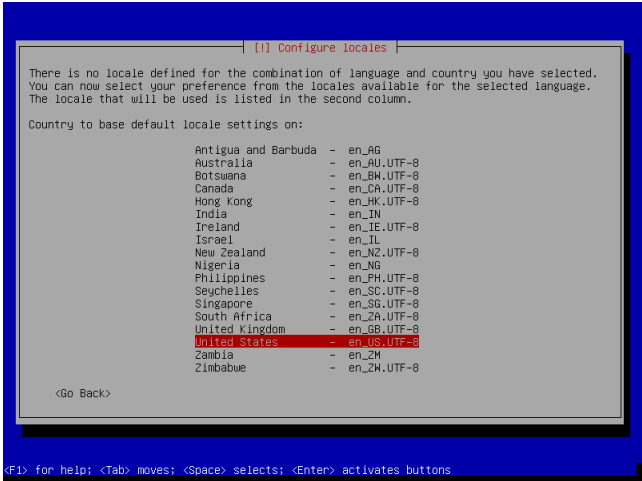 [!] Configure locales
There is no locale defined for the combination of language and country you have selected.
You can now select your preference from the locales available for the selected language.
The locale that will be used is listed in the second column.
Country to base default locale settings on:
Antigua and Barbuda - en_AG
Australia - en_AU.UTF-8
Botswana - en_BW.UTF-8
Canada - en_CA.UTF-8
Hong Kong - en_HK.UTF-8
India - en_IN
Ireland - en_IE.UTF-8
Israel - en_IL
New Zealand - en_NZ.UTF-8
Nigeria - en_NG
Philippines - en_PH.UTF-8
Seychelles - en_SC.UTF-8
Singapore - en_SG.UTF-8
South Africa - en_ZA.UTF-8
United Kingdom - en_GB.UTF-8
United States - en_US.UTF-8
Zambia - en_ZM
Zimbabwe - en_ZW.UTF-8
<Go Back>
<F1> for help; <Tab> moves; <Space> selects; <Enter> activates buttons